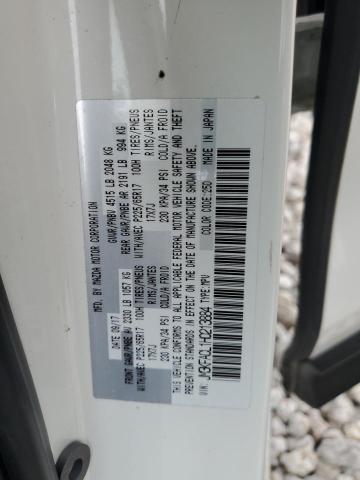 MFD. BY MAZDA MOTOR CORPORATION
DATE 09/17 GVWR/PNBV 4515 LB 2048 KG
FRONT GAWR/PNBE AV 2330 LB 1057 KG REAR GAWR/PNBE AR 2191 LB 994 KG
WITH/AVEC P225/65R17 100H TIRES/PNEUS WITH/AVEC P225/65R17 100H TIRES/PNEUS
17X7J RIMS/JANTES 17X7J RIMS/JANTES
230 KPA/34 PSI COLD/A FROID 230 KPA/34 PSI COLD/A FROID
THIS VEHICLE CONFORMS TO ALL APPLICABLE FEDERAL MOTOR VEHICLE SAFETY AND THEFT
PREVENTION STANDARDS IN EFFECT ON THE DATE OF MANUFACTURE SHOWN ABOVE.
MADE IN JAPAN
VIN: TYPE: MPV COLOR CODE: 25D